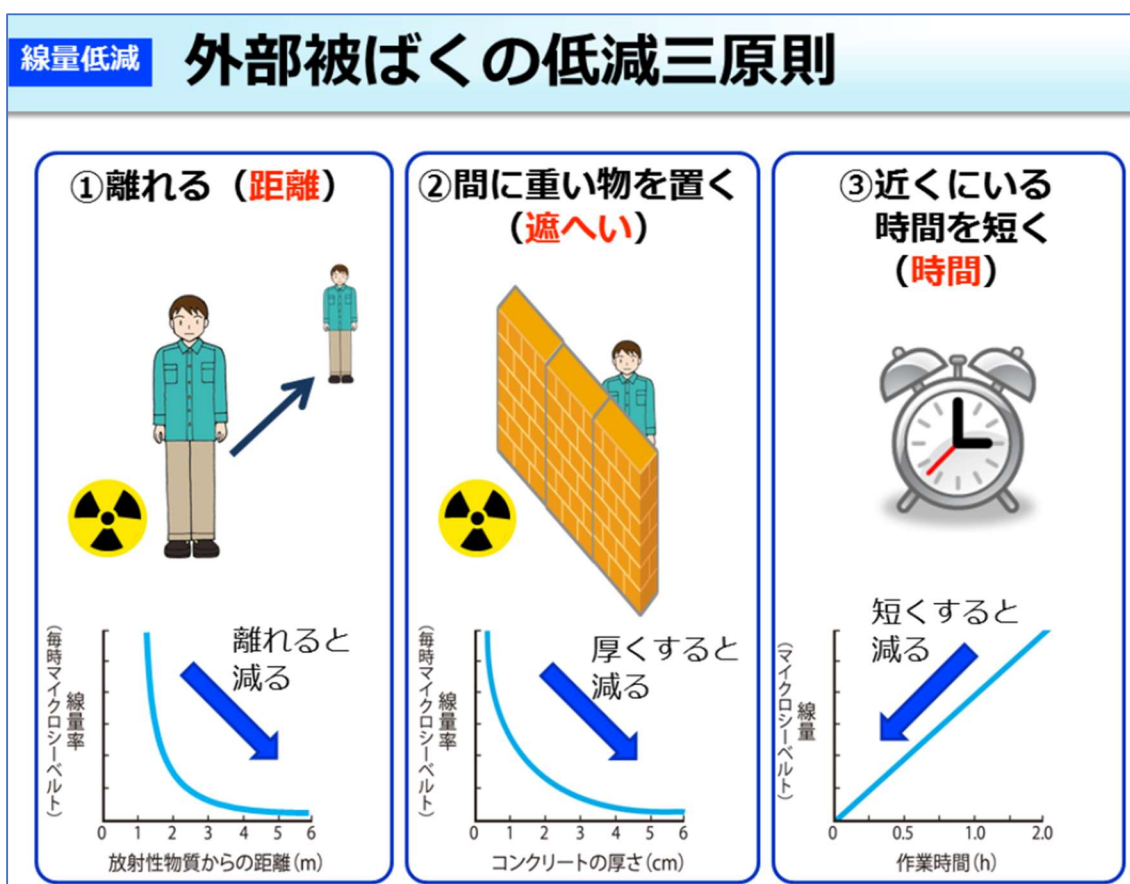 線量低減
外部被ばくの低減三原則
①離れる（距離）
②間に重い物を置く
（遮へい）
③近くにいる
時間を短く
（時間）
離れると
減る
線量率
（毎時マイクロシーベルト）
0 1 2 3 4 5 6
放射性物質からの距離(m)
厚くすると
減る
線量率
（毎時マイクロシーベルト）
0 1 2 3 4 5 6
コンクリートの厚さ(cm)
短くすると
減る
線量
（マイクロシーベルト）
0 0.5 1.0 2.0
作業時間(h)